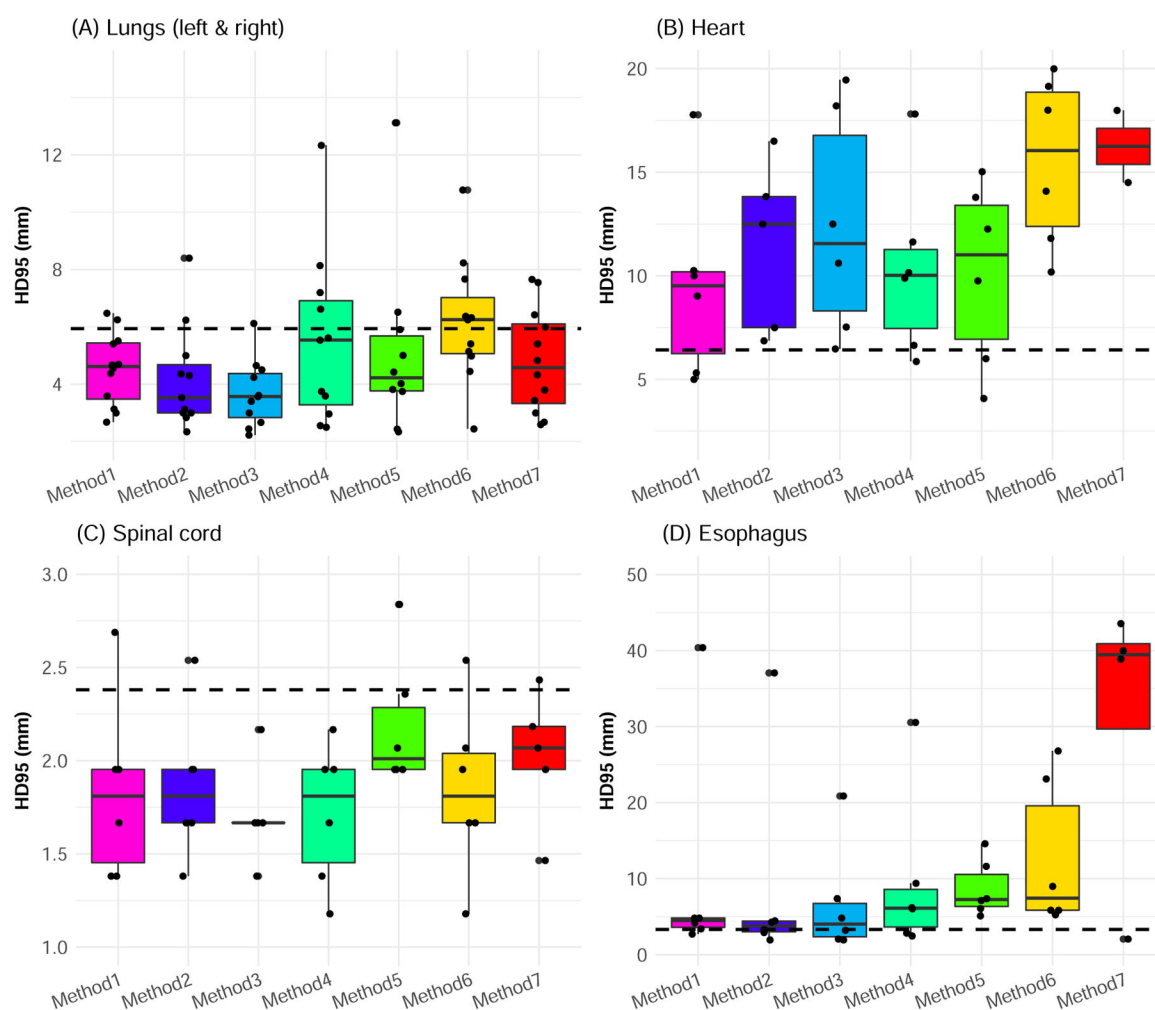 (A) Lungs (left & right)
HD95 (mm)
12
8
4
Method1 Method2 Method3 Method4 Method5 Method6 Method7
(B) Heart
HD95 (mm)
20
15
10
5
Method1 Method2 Method3 Method4 Method5 Method6 Method7
(C) Spinal cord
HD95 (mm)
3.0
2.5
2.0
1.5
1.0
Method1 Method2 Method3 Method4 Method5 Method6 Method7
(D) Esophagus
HD95 (mm)
50
40
30
20
10
0
Method1 Method2 Method3 Method4 Method5 Method6 Method7